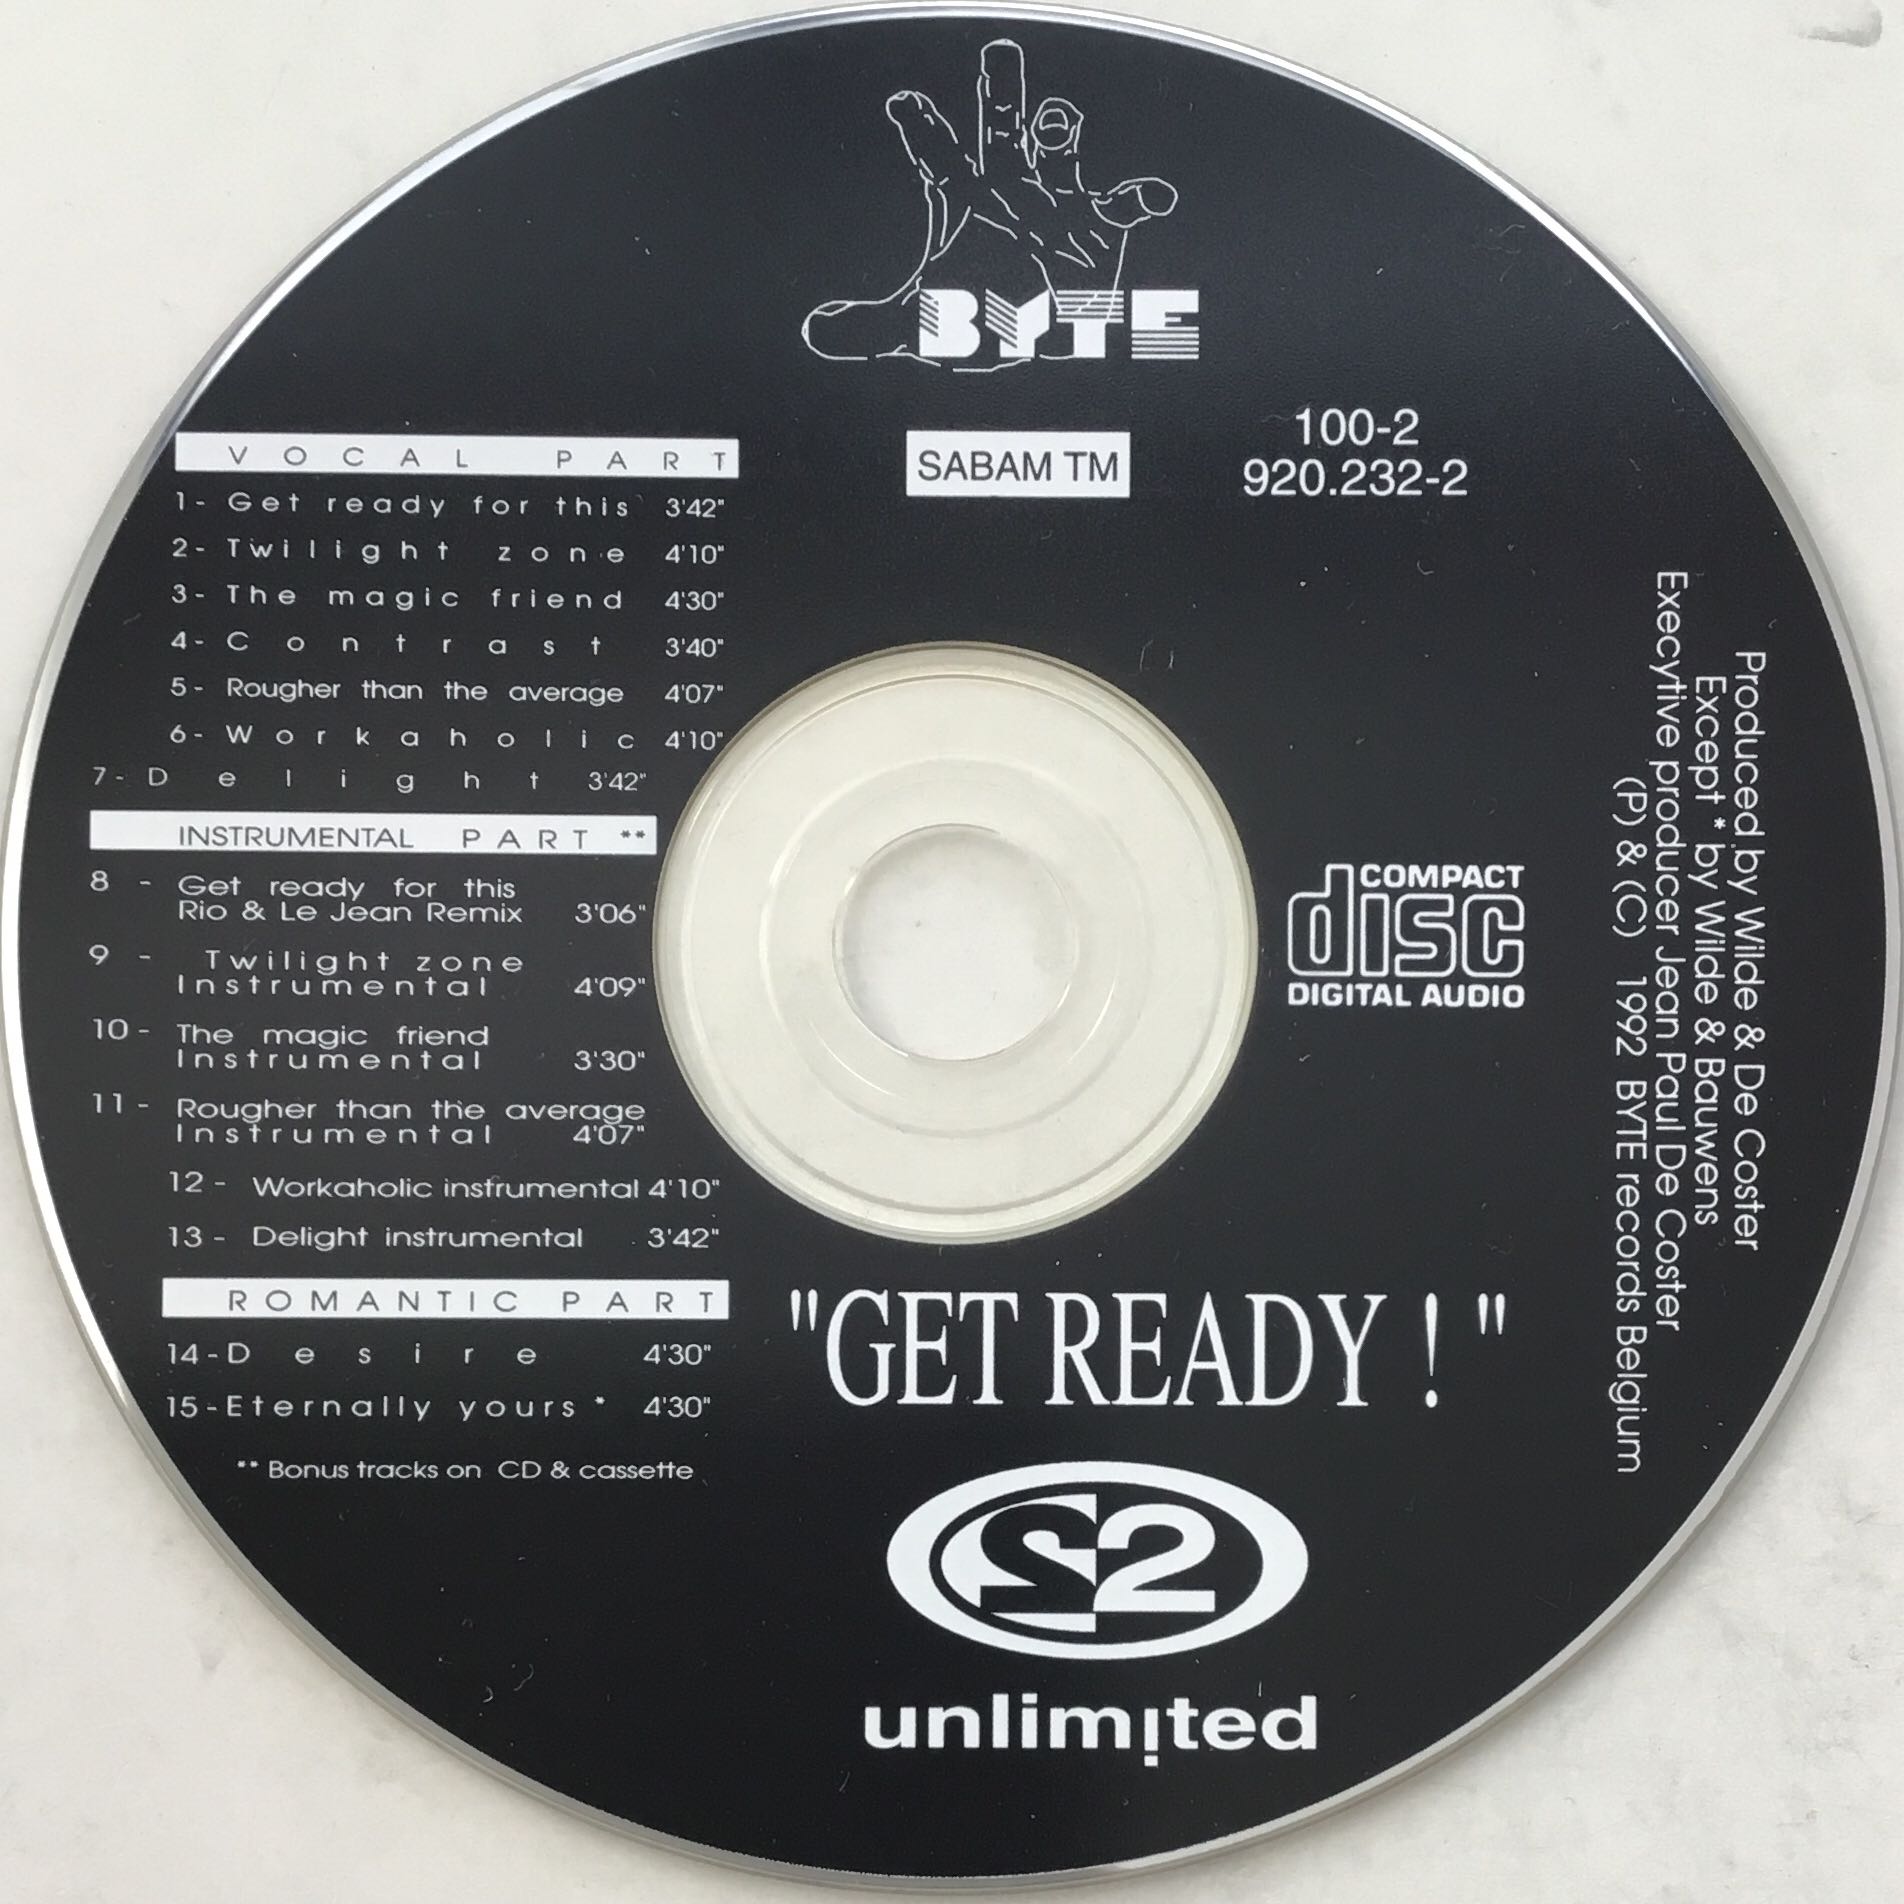 BYTE
SABAM TM
100-2
920.232-2
VOCAL PART
1- Get ready for this 3'42"
2- Twilight zone 4'10"
3- The magic friend 4'30"
4- Contrast 3'40"
5- Rougher than the average 4'07"
6- Workaholic 4'10"
7- Delight 3'42"
INSTRUMENTAL PART **
8 - Get ready for this
Rio & Le Jean Remix 3'06"
9 - Twilight zone
Instrumental 4'09"
10 - The magic friend
Instrumental 3'30"
11 - Rougher than the average
Instrumental 4'07"
12 - Workaholic instrumental 4'10"
13 - Delight instrumental 3'42"
ROMANTIC PART
14-Desire 4'30"
15-Eternally yours * 4'30"
** Bonus tracks on CD & cassette
COMPACT
disc
DIGITAL AUDIO
Produced by Wilde & De Coster
Except * by Wilde & Bauwens
Execytive producer Jean Paul De Coster
(P) & (C) 1992 BYTE records Belgium
"GET READY ! "
22
unlimited